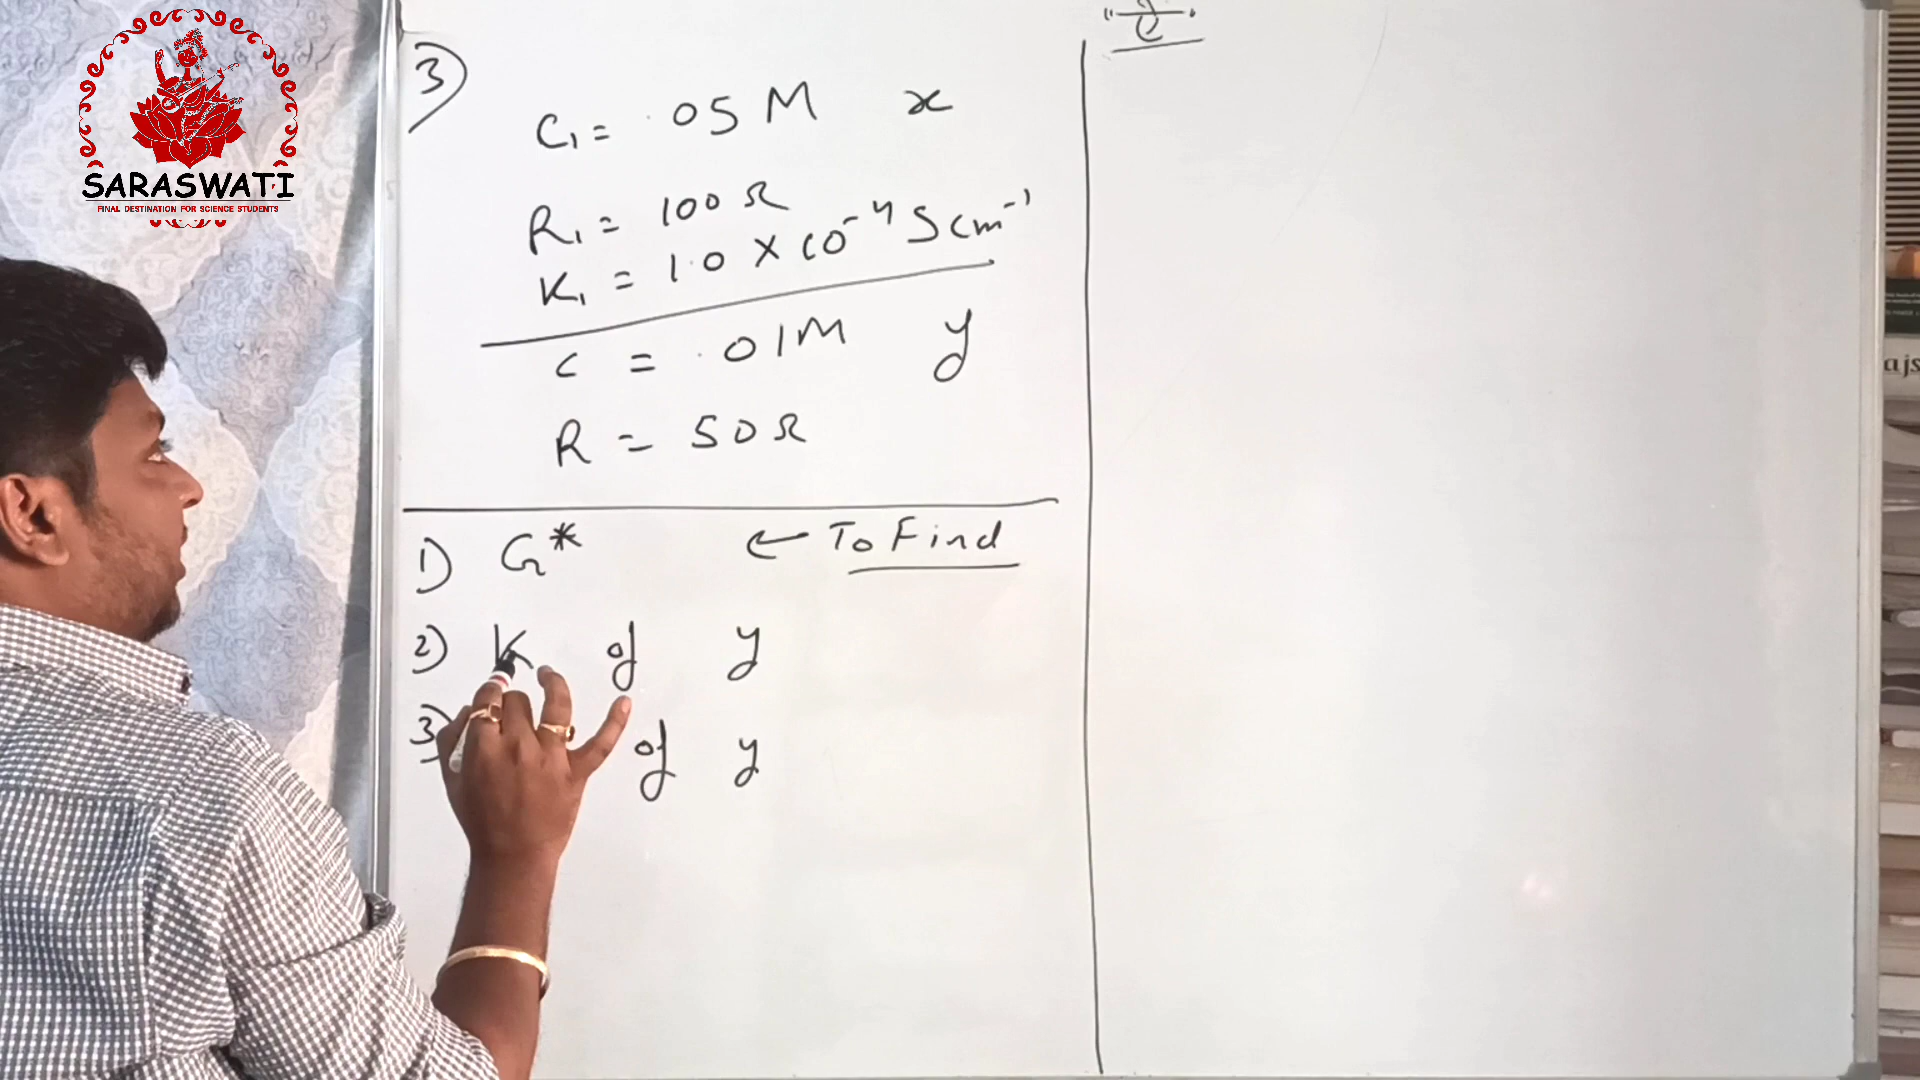 SARASWATI
FINAL DESTINATION FOR SCIENCE STUDENTS
3)
C₁ = .05 M x
R₁ = 100 Ω
K₁ = 1.0 × 10⁻⁴ S cm⁻¹
C = .01M y
R = 50 Ω
1) G* ← To Find
2) K of y
3) of y
ajs